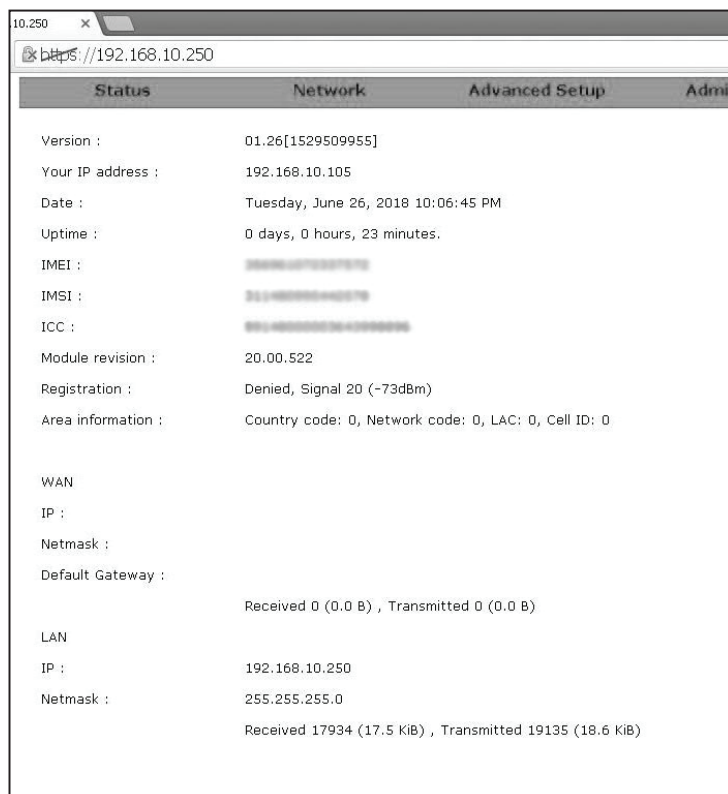 .10.250
https://192.168.10.250
Status Network Advanced Setup Admi
Version : 01.26[1529509955]
Your IP address : 192.168.10.105
Date : Tuesday, June 26, 2018 10:06:45 PM
Uptime : 0 days, 0 hours, 23 minutes.
IMEI :
IMSI :
ICC :
Module revision : 20.00.522
Registration : Denied, Signal 20 (-73dBm)
Area information : Country code: 0, Network code: 0, LAC: 0, Cell ID: 0
WAN
IP :
Netmask :
Default Gateway :
Received 0 (0.0 B) , Transmitted 0 (0.0 B)
LAN
IP : 192.168.10.250
Netmask : 255.255.255.0
Received 17934 (17.5 KiB) , Transmitted 19135 (18.6 KiB)